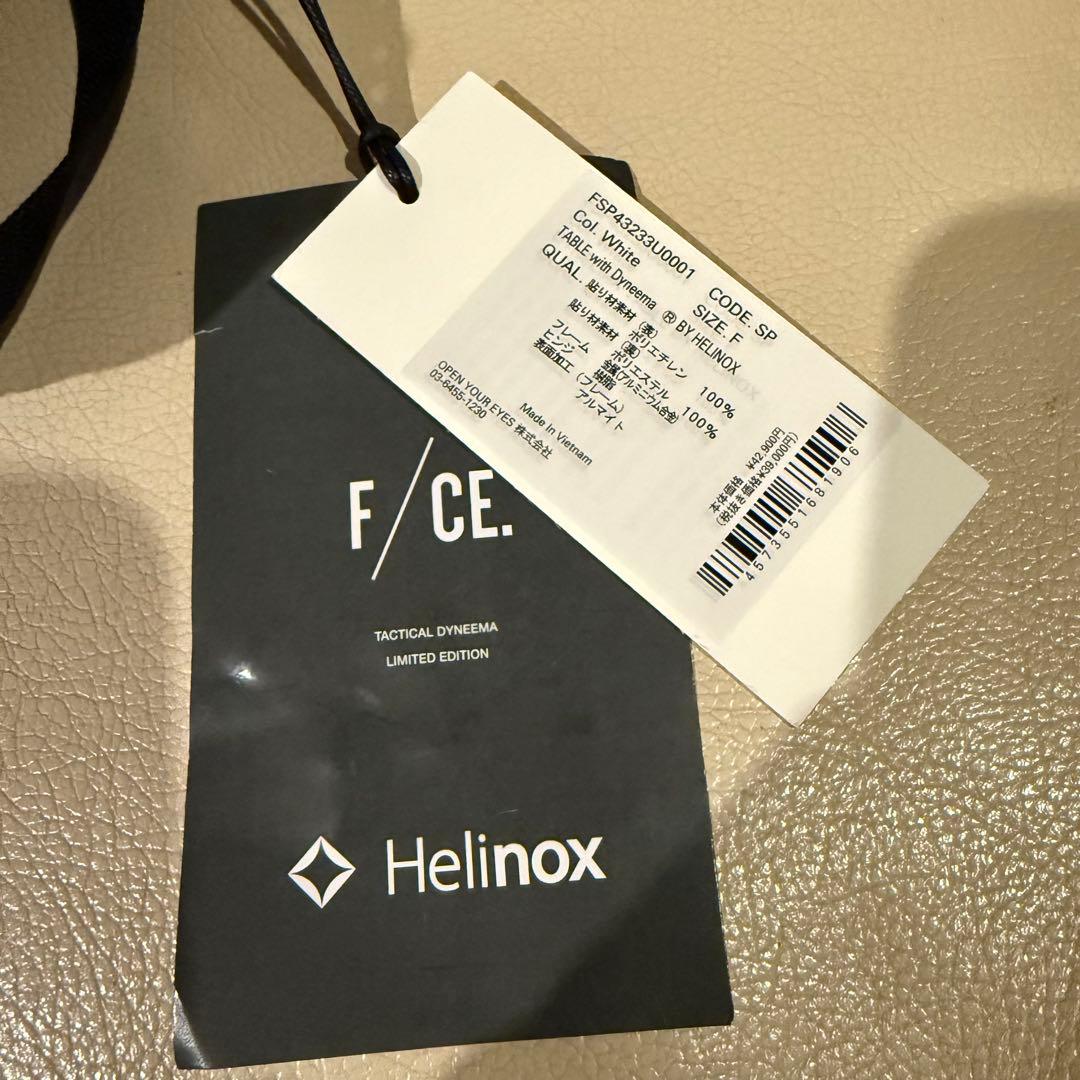 FSP43233U0001 CODE. SP
Col. White SIZE. F
TABLE with Dyneema ® BY HELINOX
QUAL. 貼り材素材 (表) ポリエチレン 100%
貼り材素材 (裏) ポリエステル 100%
フレーム 金属(アルミニウム合金)
ヒンジ 樹脂
表面加工 (フレーム) アルマイト
Made in Vietnam
OPEN YOUR EYES 株式会社
03-6455-1230
本体価格 ¥42,900円
(税抜き価格¥39,000円)
4573551681906
F/CE.
TACTICAL DYNEEMA
LIMITED EDITION
Helinox